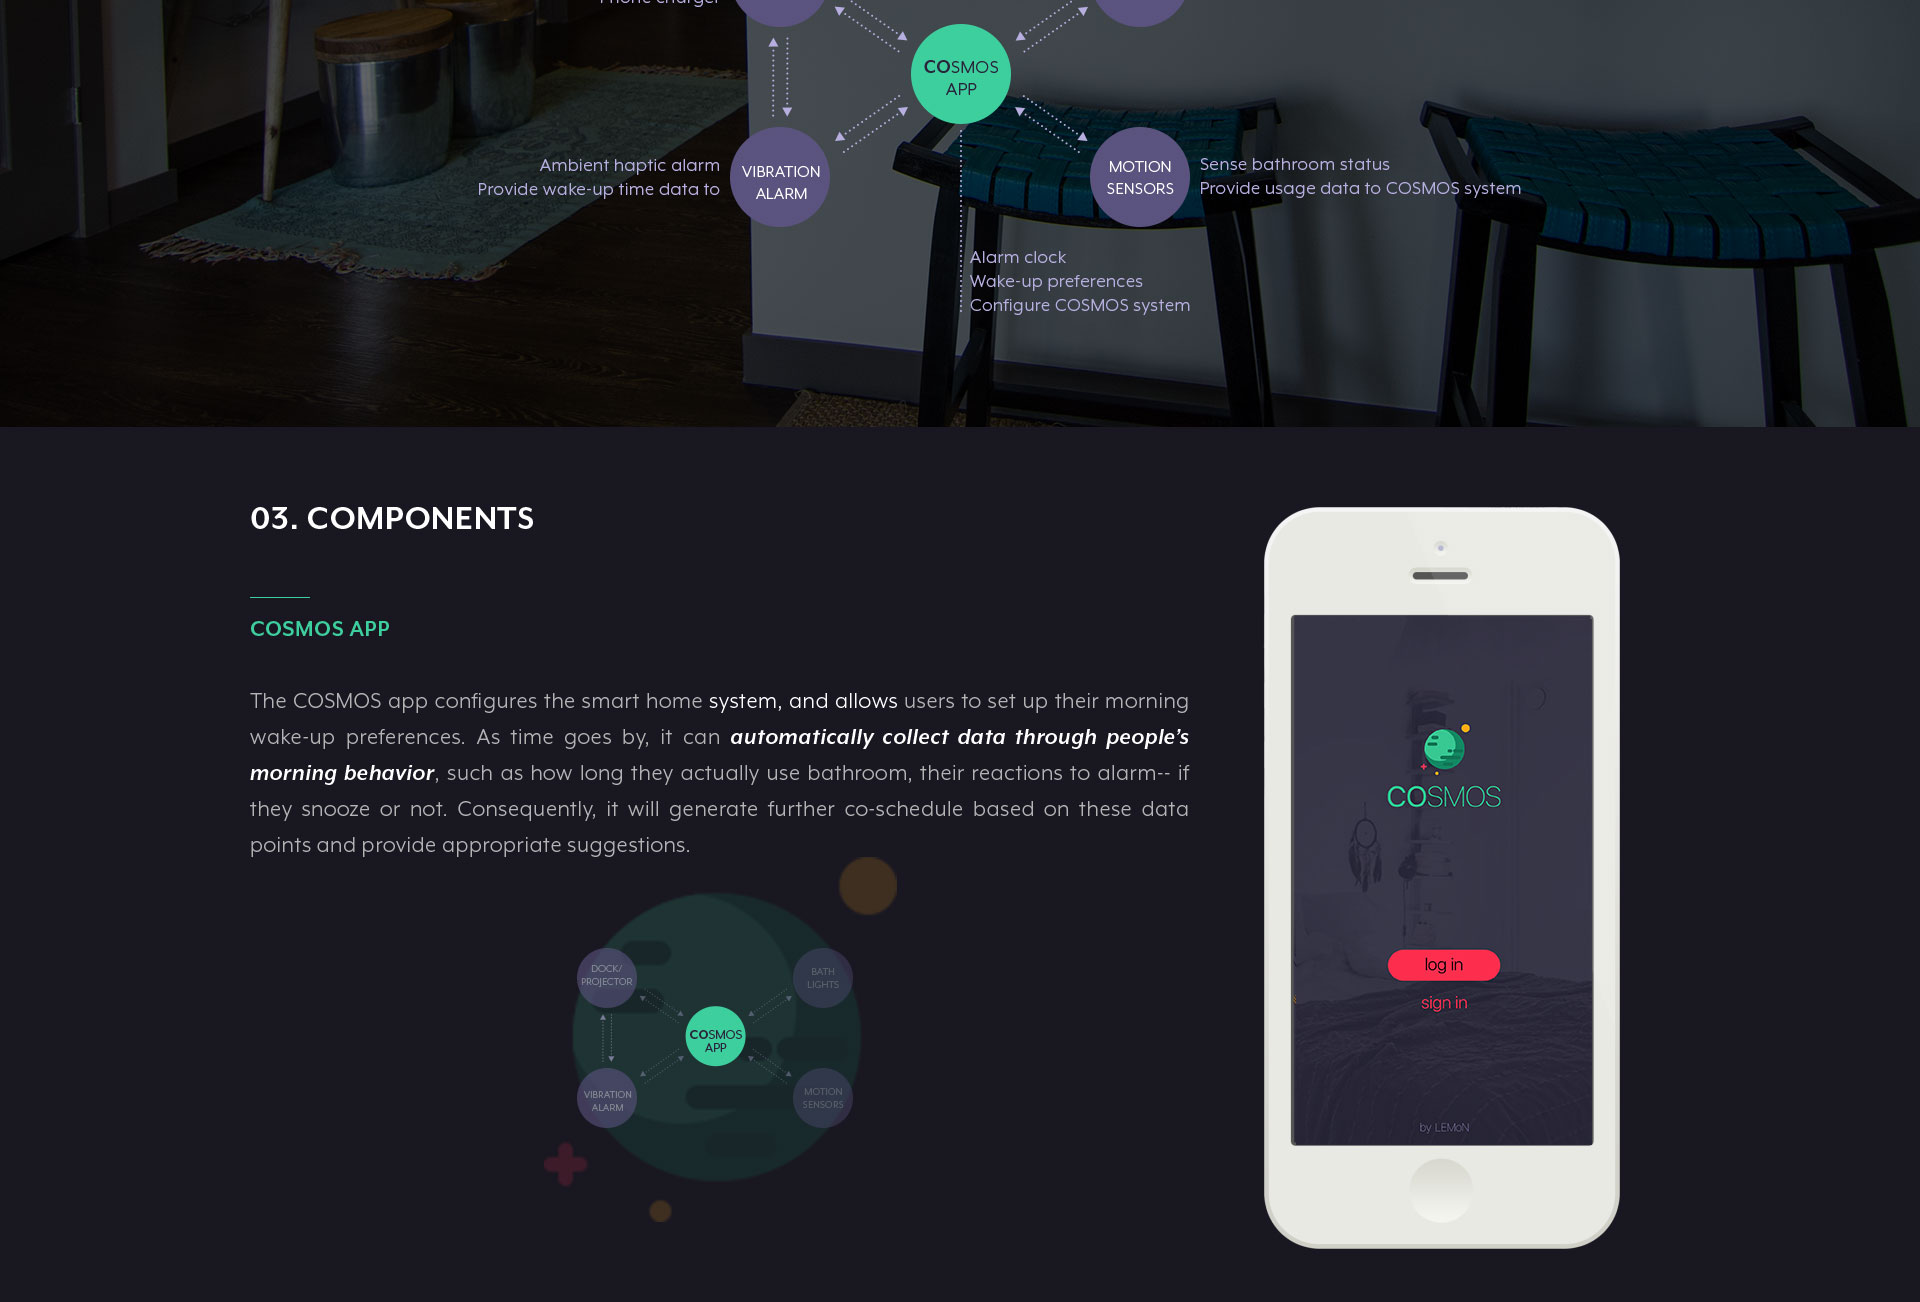 Phone charger
COSMOS
APP
Ambient haptic alarm
Provide wake-up time data to
VIBRATION
ALARM
MOTION
SENSORS
Sense bathroom status
Provide usage data to COSMOS system
Alarm clock
Wake-up preferences
Configure COSMOS system
03. COMPONENTS
COSMOS APP
The COSMOS app configures the smart home system, and allows users to set up their morning
wake-up preferences. As time goes by, it can automatically collect data through people’s
morning behavior, such as how long they actually use bathroom, their reactions to alarm-- if
they snooze or not. Consequently, it will generate further co-schedule based on these data
points and provide appropriate suggestions.
DOCK/
PROJECTOR
BATH
LIGHTS
COSMOS
APP
VIBRATION
ALARM
MOTION
SENSORS
COSMOS
log in
sign in
by LEMoN